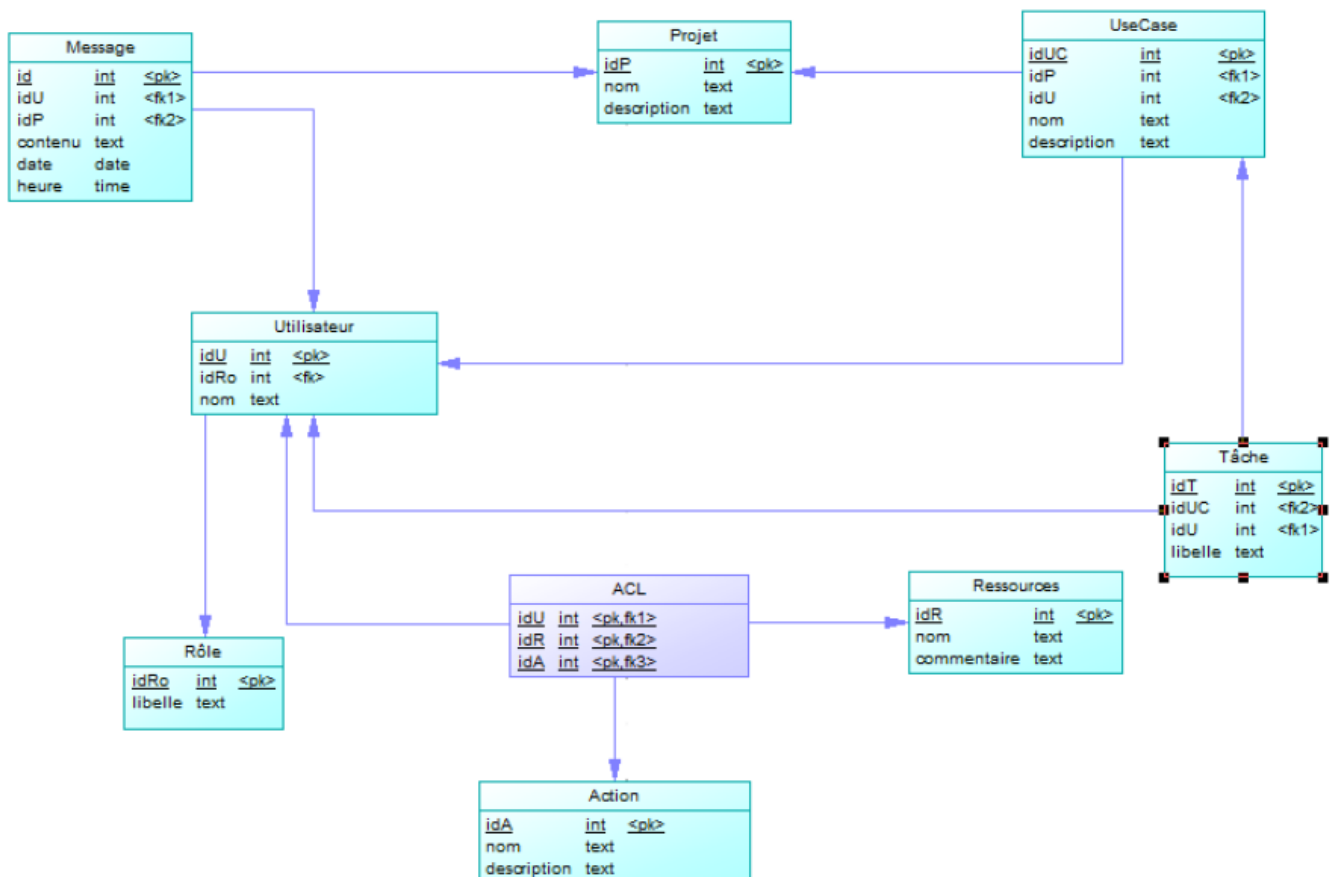 Message
id int <pk>
idU int <fk1>
idP int <fk2>
contenu text
date date
heure time
Projet
idP int <pk>
nom text
description text
UseCase
idUC int <pk>
idP int <fk1>
idU int <fk2>
nom text
description text
Utilisateur
idU int <pk>
idRo int <fk>
nom text
Tâche
idT int <pk>
idUC int <fk2>
idU int <fk1>
libelle text
ACL
idU int <pk,fk1>
idR int <pk,fk2>
idA int <pk,fk3>
Ressources
idR int <pk>
nom text
commentaire text
Rôle
idRo int <pk>
libelle text
Action
idA int <pk>
nom text
description text